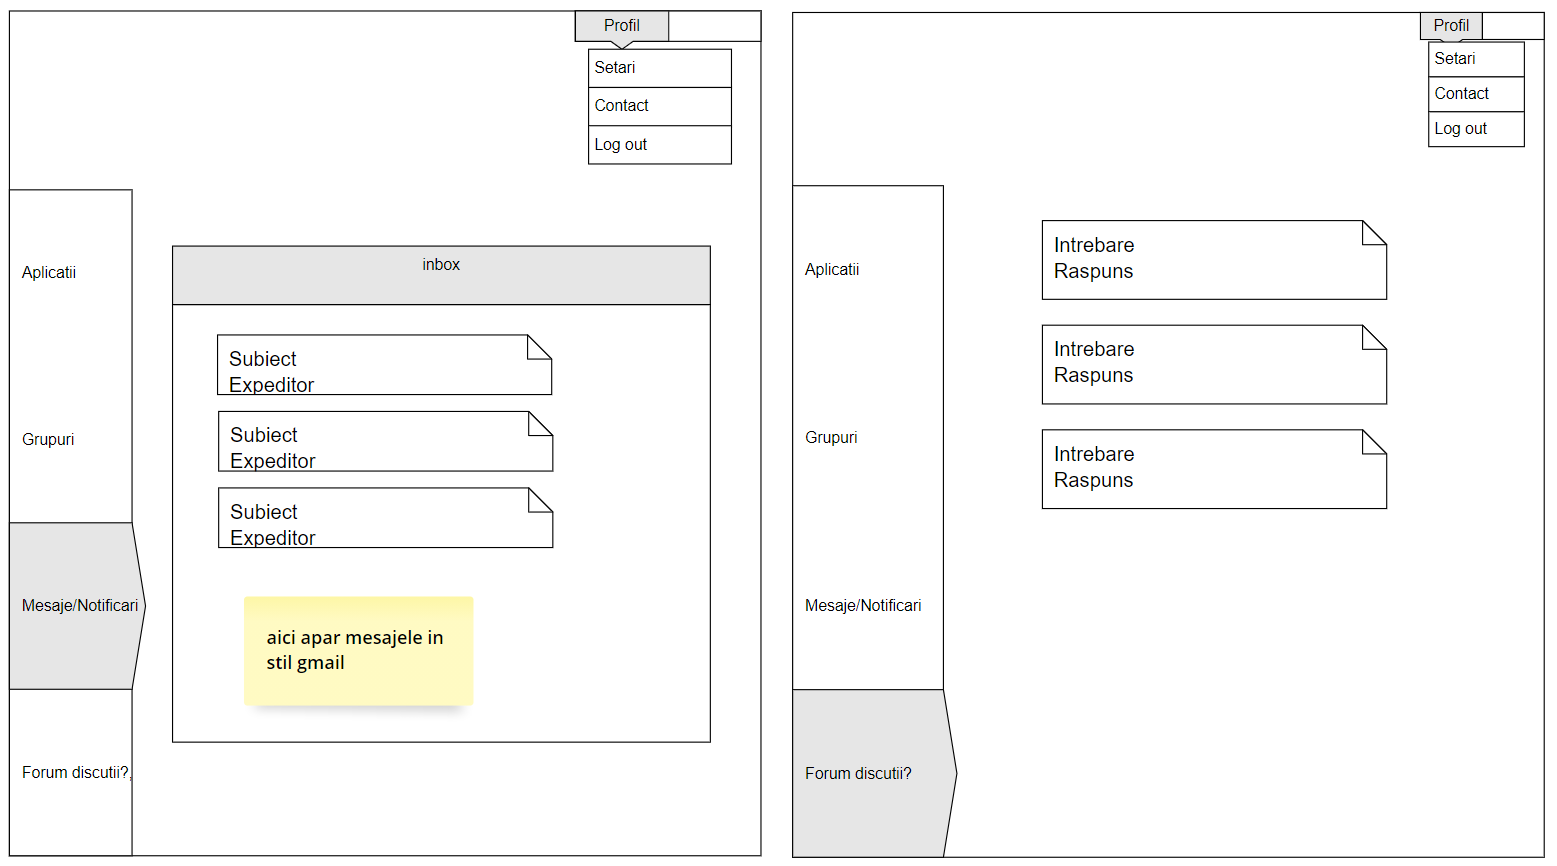 Profil
Setari
Contact
Log out
Aplicatii
Grupuri
Mesaje/Notificari
Forum discutii?,
inbox
Subiect
Expeditor
Subiect
Expeditor
Subiect
Expeditor
aici apar mesajele in
stil gmail
Profil
Setari
Contact
Log out
Aplicatii
Grupuri
Mesaje/Notificari
Forum discutii?
Intrebare
Raspuns
Intrebare
Raspuns
Intrebare
Raspuns